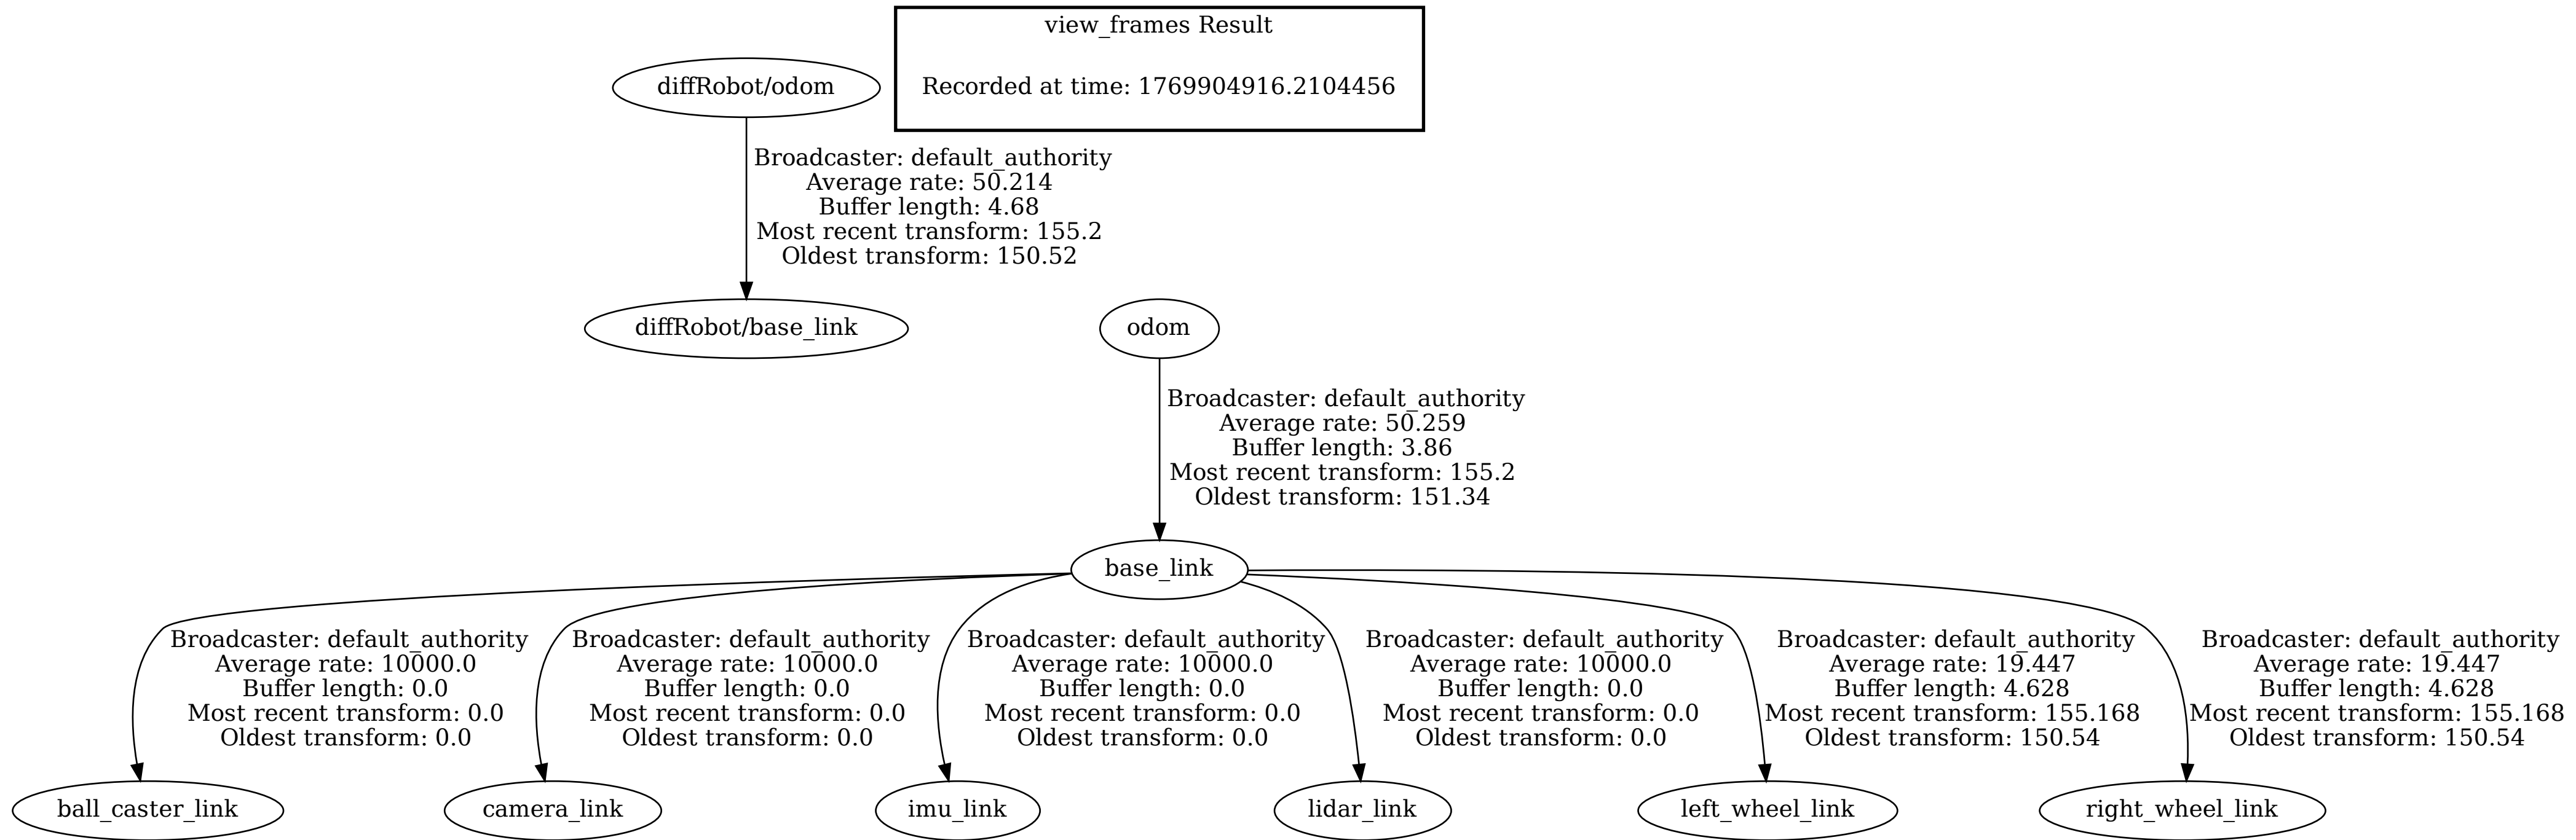 view_frames Result
Recorded at time: 1769904916.2104456
diffRobot/odom
Broadcaster: default_authority
Average rate: 50.214
Buffer length: 4.68
Most recent transform: 155.2
Oldest transform: 150.52
diffRobot/base_link
odom
Broadcaster: default_authority
Average rate: 50.259
Buffer length: 3.86
Most recent transform: 155.2
Oldest transform: 151.34
base_link
Broadcaster: default_authority
Average rate: 10000.0
Buffer length: 0.0
Most recent transform: 0.0
Oldest transform: 0.0
Broadcaster: default_authority
Average rate: 10000.0
Buffer length: 0.0
Most recent transform: 0.0
Oldest transform: 0.0
Broadcaster: default_authority
Average rate: 10000.0
Buffer length: 0.0
Most recent transform: 0.0
Oldest transform: 0.0
Broadcaster: default_authority
Average rate: 10000.0
Buffer length: 0.0
Most recent transform: 0.0
Oldest transform: 0.0
Broadcaster: default_authority
Average rate: 19.447
Buffer length: 4.628
Most recent transform: 155.168
Oldest transform: 150.54
Broadcaster: default_authority
Average rate: 19.447
Buffer length: 4.628
Most recent transform: 155.168
Oldest transform: 150.54
ball_caster_link
camera_link
imu_link
lidar_link
left_wheel_link
right_wheel_link